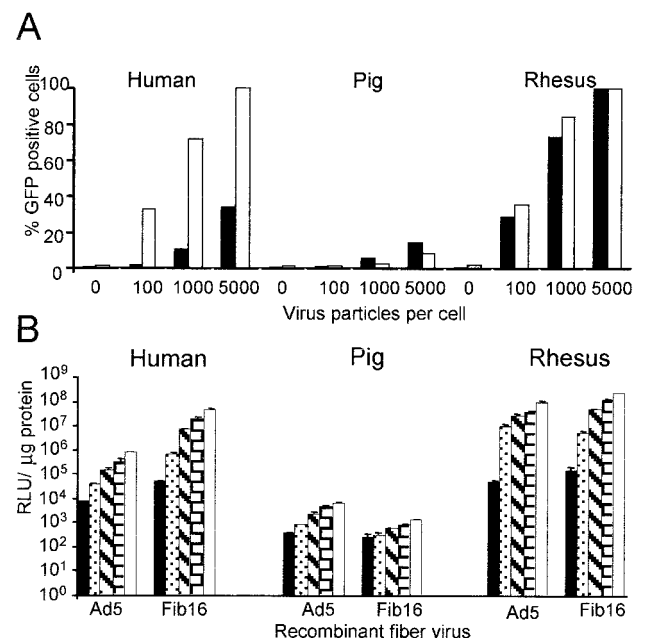 A
Human Pig Rhesus
% GFP positive cells
100
80
60
40
20
0
0 100 1000 5000 0 100 1000 5000 0 100 1000 5000
Virus particles per cell
B
Human Pig Rhesus
RLU/ µg protein
10⁹
10⁸
10⁷
10⁶
10⁵
10⁴
10³
10²
10¹
10⁰
Ad5 Fib16 Ad5 Fib16 Ad5 Fib16
Recombinant fiber virus